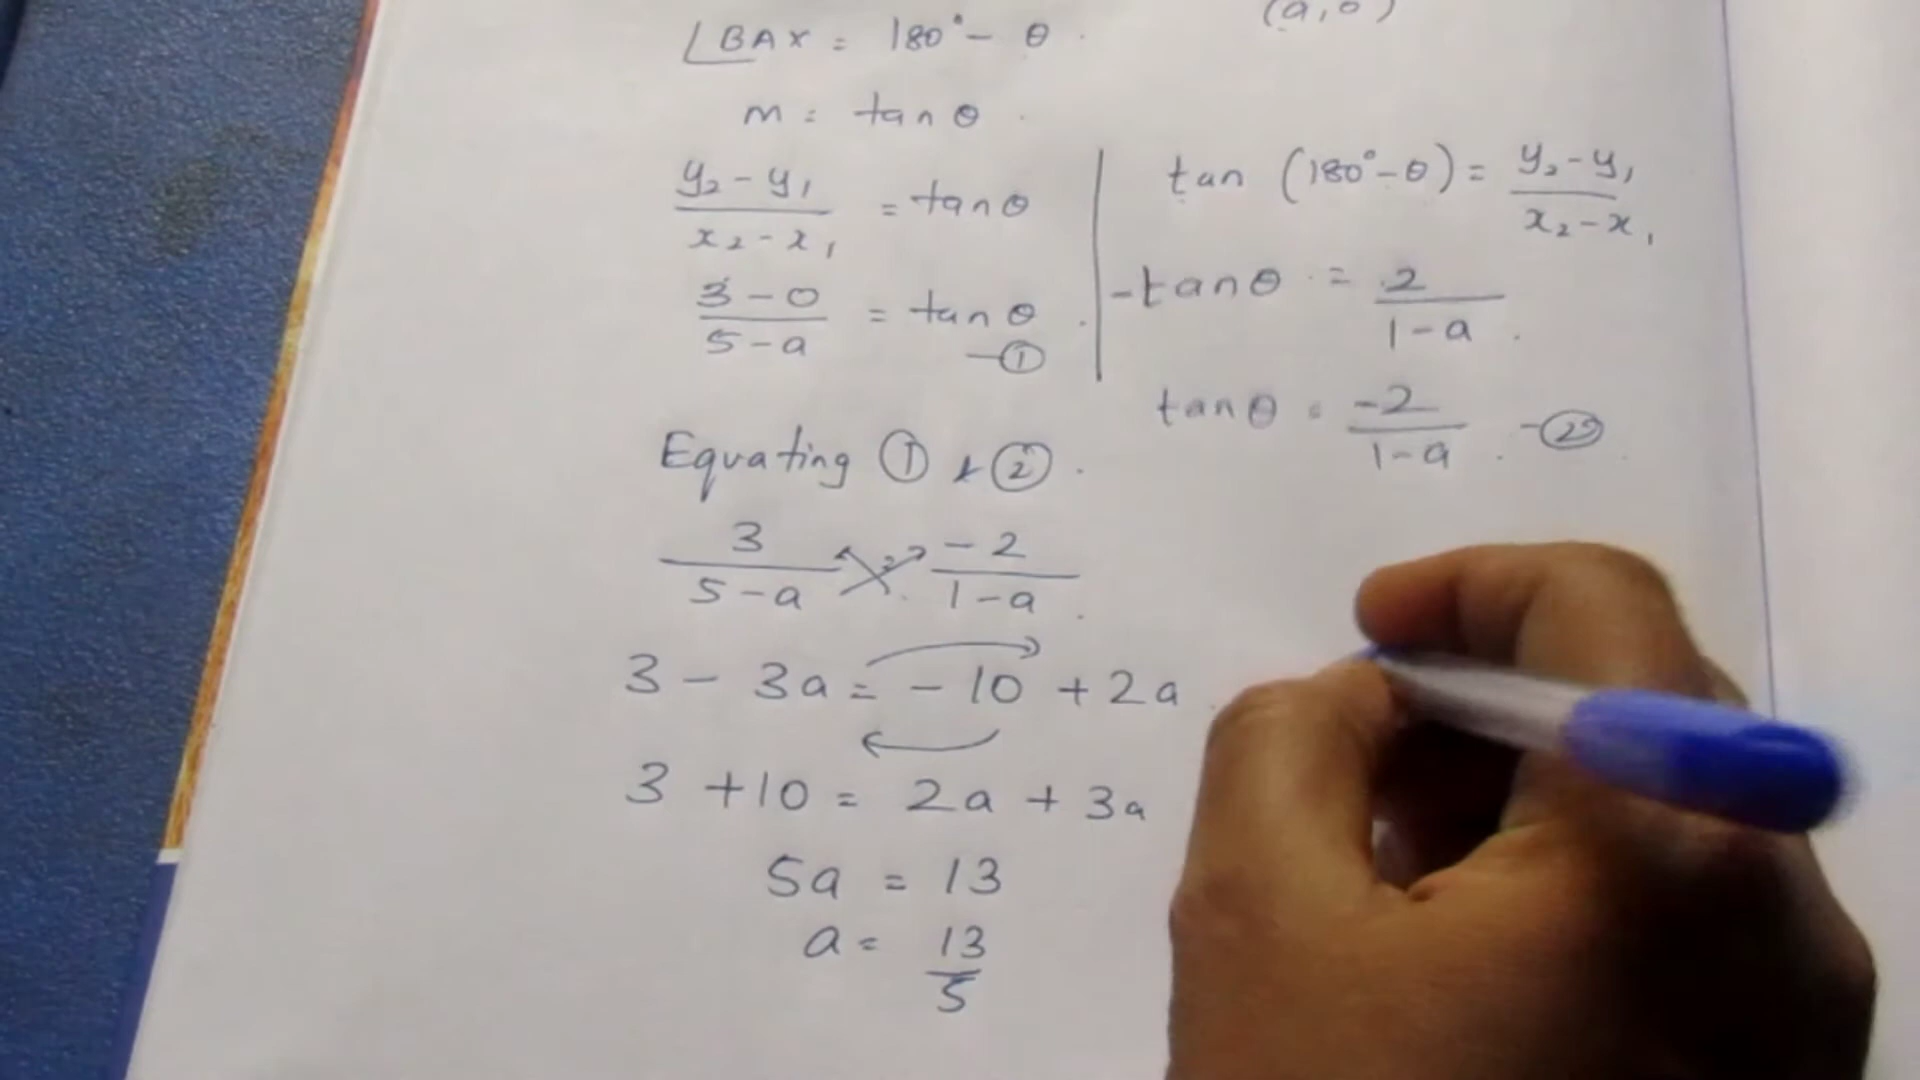 ∠BAX = 180° - θ.
(a,0)
m = tan θ.
y₂ - y₁ / x₂ - x₁ = tan θ
3 - 0 / 5 - a = tan θ. —①
tan (180° - θ) = y₂ - y₁ / x₂ - x₁
-tan θ = 2 / 1 - a.
tan θ = -2 / 1 - a. —②
Equating ① & ②.
3 / 5 - a = -2 / 1 - a.
3 - 3a = -10 + 2a
3 + 10 = 2a + 3a
5a = 13
a = 13 / 5